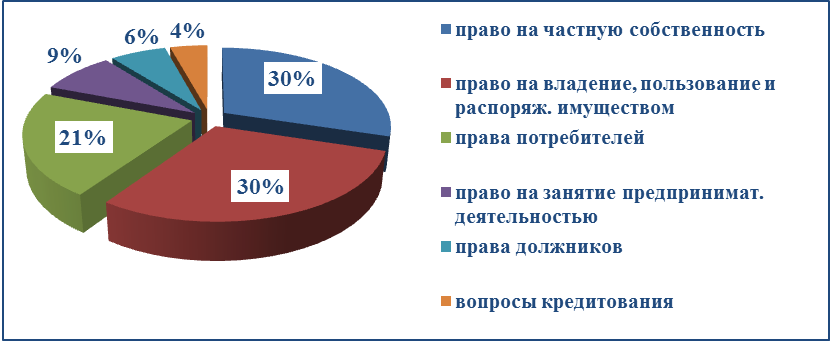 4%
6%
9%
30%
21%
30%
право на частную собственность
право на владение, пользование и
распоряж. имуществом
права потребителей
право на занятие предпринимат.
деятельностью
права должников
вопросы кредитования